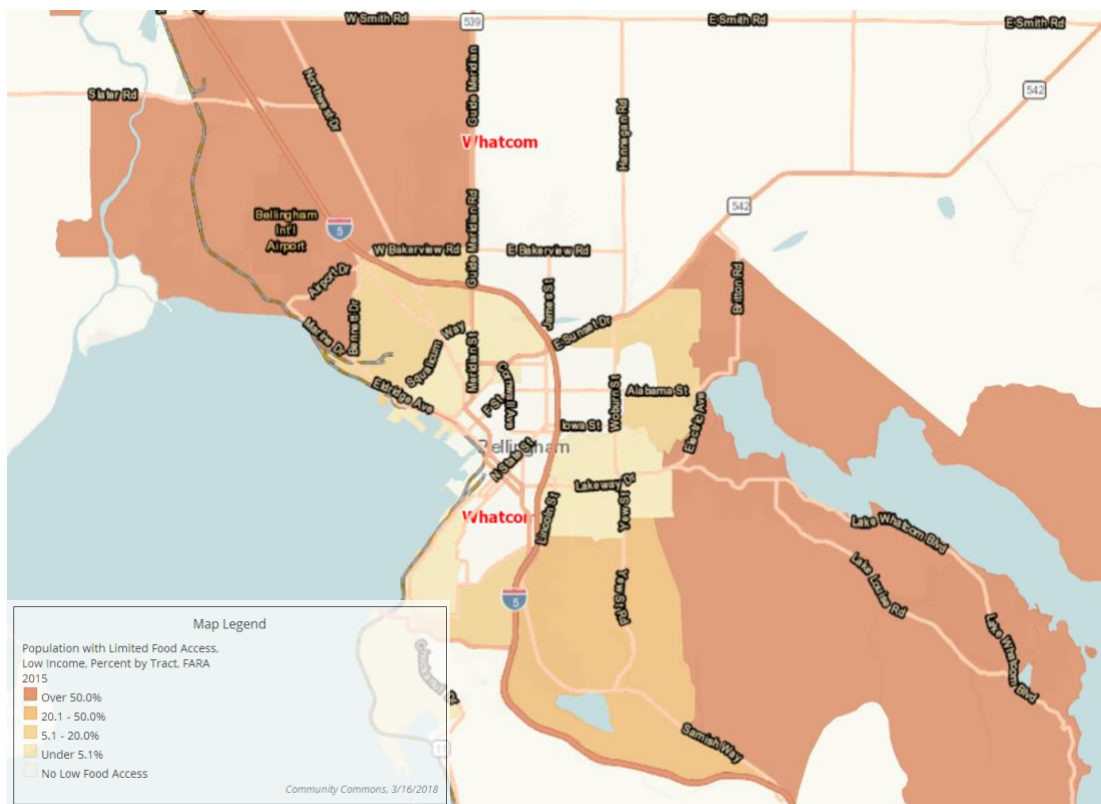 W Smith Rd
539
E Smith Rd
E Smith Rd
Guide Meridian
Northwest Dr
Slater Rd
542
Hannegan Rd
Whatcom
542
Bellingham
Int'l
Airport
5
W Bakerview Rd
Guide Meridian Rd
E Bakerview Rd
Airport Dr
Britton Rd
James St
Bennett Dr
Marine Dr
Squalicum Way
Meridian St
E Sunset Dr
Eldridge Ave
Cornwall Ave
F St
Woburn St
Alabama St
Electric Ave
Iowa St
Bellingham
N State St
Lakeway Dr
Lincoln St
Yew St
Whatcom
Lake Whatcom Blvd
Lake Louise Rd
Yew St Rd
5
Lake Whatcom Blvd
Samish Way
Chuckanut Dr
11
Map Legend
Population with Limited Food Access,
Low Income, Percent by Tract, FARA
2015
Over 50.0%
20.1 - 50.0%
5.1 - 20.0%
Under 5.1%
No Low Food Access
Community Commons, 3/16/2018